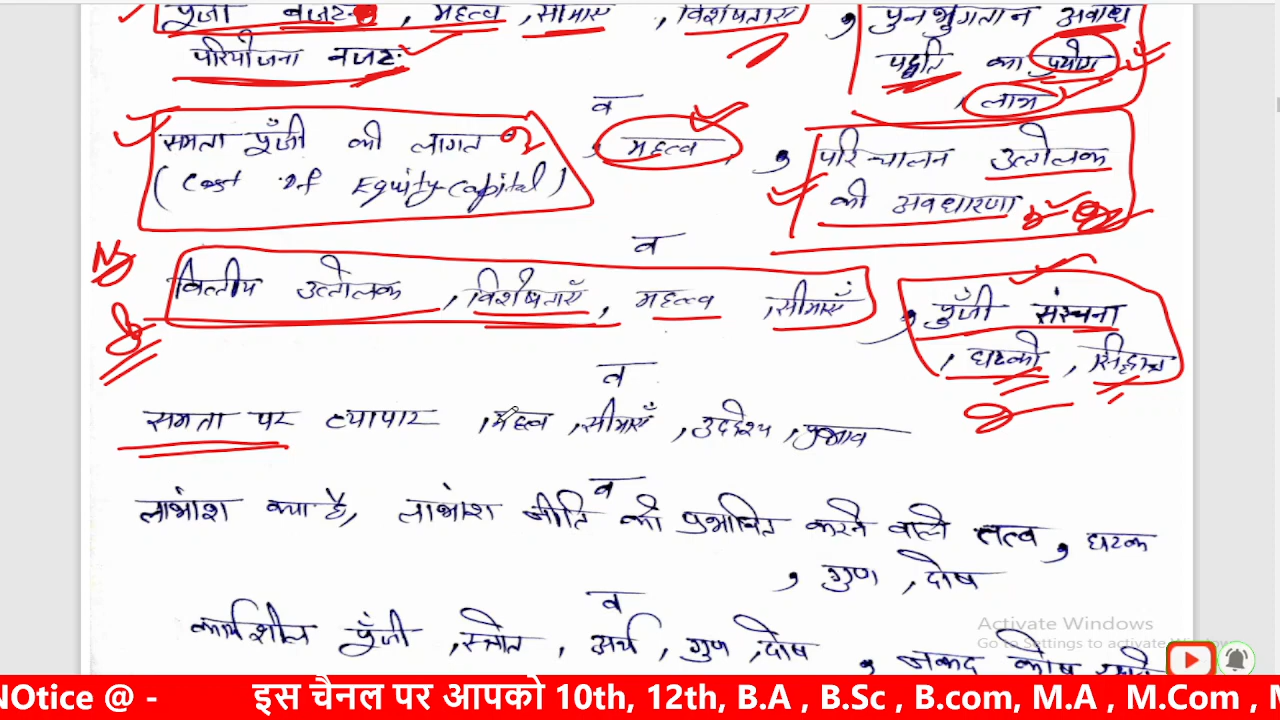 पूँजी बजट, महत्व, सीमाएँ, विशेषताएँ, पुनर्भुगतान अवधि
परियोजना बजट पद्धति का प्रयोग
व , लाभ
समता पूँजी की लागत , महत्व , परिचालन उत्तोलक
(Cost of Equity Capital) की अवधारणा
व
वित्तीय उत्तोलक , विशेषताएँ , महत्व , सीमाएँ , पूँजी संरचना
, घटको , सिद्धान्त
व
समता पर व्यापार , महत्व , सीमाएँ , उद्देश्य , प्रभाव
व
लाभांश क्या है, लाभांश नीति को प्रभावित करने वाले तत्व , घटक
, गुण , दोष
व
कार्यशील पूँजी , स्त्रोत , अर्थ , गुण , दोष ,
Activate Windows
Go to Settings to activate Windows.
NOtice @ - इस चैनल पर आपको 10th, 12th, B.A , B.Sc , B.com, M.A , M.Com ,